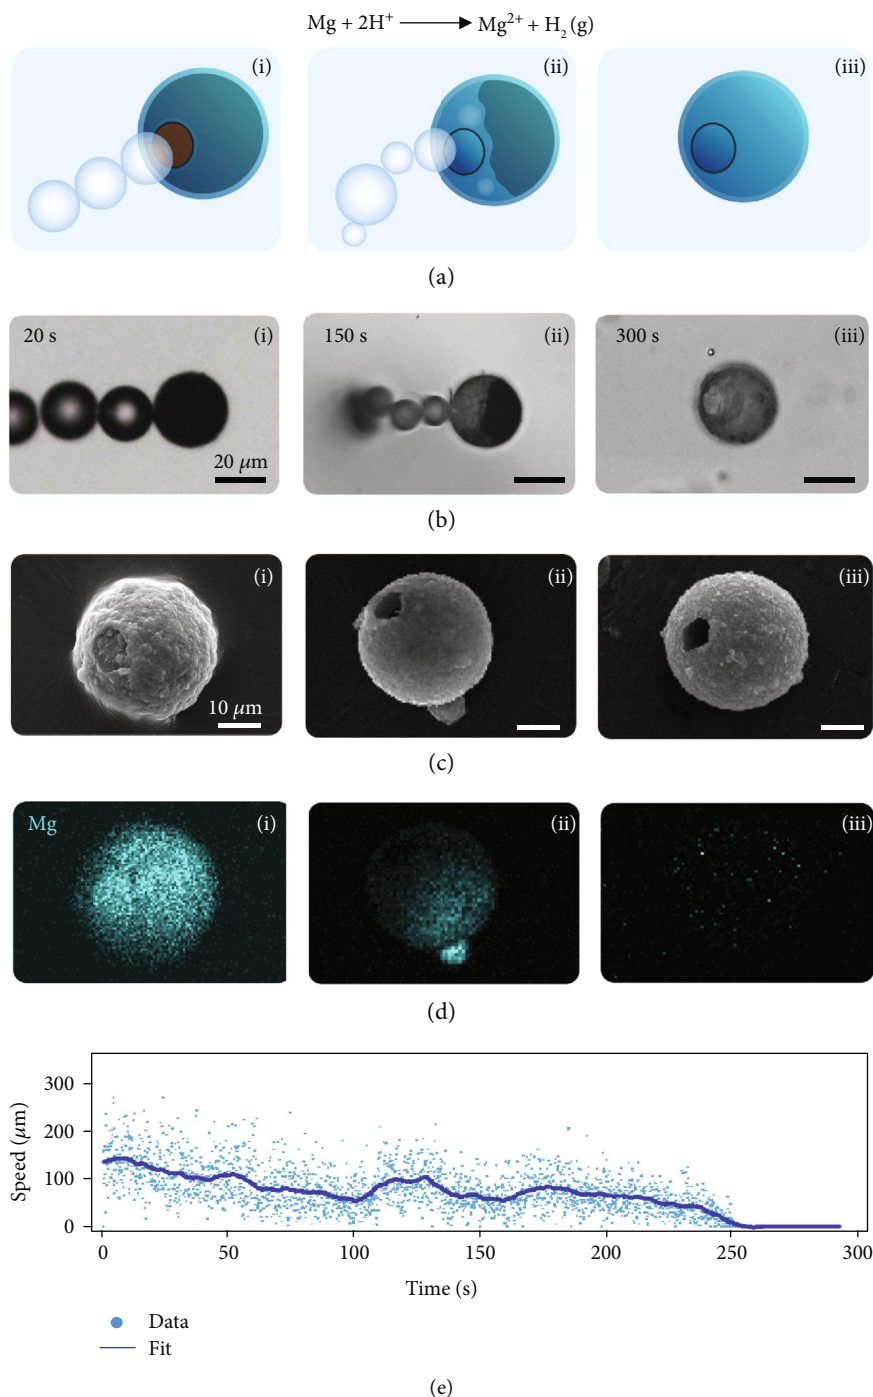 Mg + 2H⁺ ⟶ Mg²⁺ + H₂ (g)
(i)
(ii)
(iii)
(a)
20 s
(i)
20 μm
150 s
(ii)
300 s
(iii)
(b)
(i)
10 μm
(ii)
(iii)
(c)
Mg
(i)
(ii)
(iii)
(d)
Speed (μm)
300
200
100
0
0 50 100 150 200 250 300
Time (s)
Data
Fit
(e)